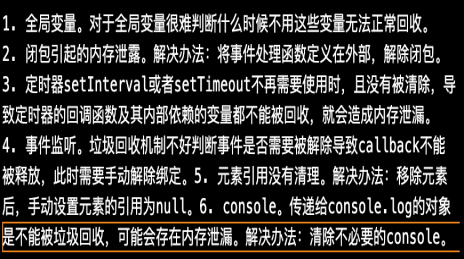 1. 全局变量。对于全局变量很难判断什么时候不用这些变量无法正常回收。
2. 闭包引起的内存泄露。解决办法：将事件处理函数定义在外部，解除闭包。
3. 定时器setInterval或者setTimeout不再需要使用时，且没有被清除，导
致定时器的回调函数及其内部依赖的变量都不能被回收，就会造成内存泄漏。
4. 事件监听。垃圾回收机制不好判断事件是否需要被解除导致callback不能
被释放，此时需要手动解除绑定。5. 元素引用没有清理。解决办法：移除元素
后，手动设置元素的引用为null。6. console。传递给console.log的对象
是不能被垃圾回收，可能会存在内存泄漏。解决办法：清除不必要的console。